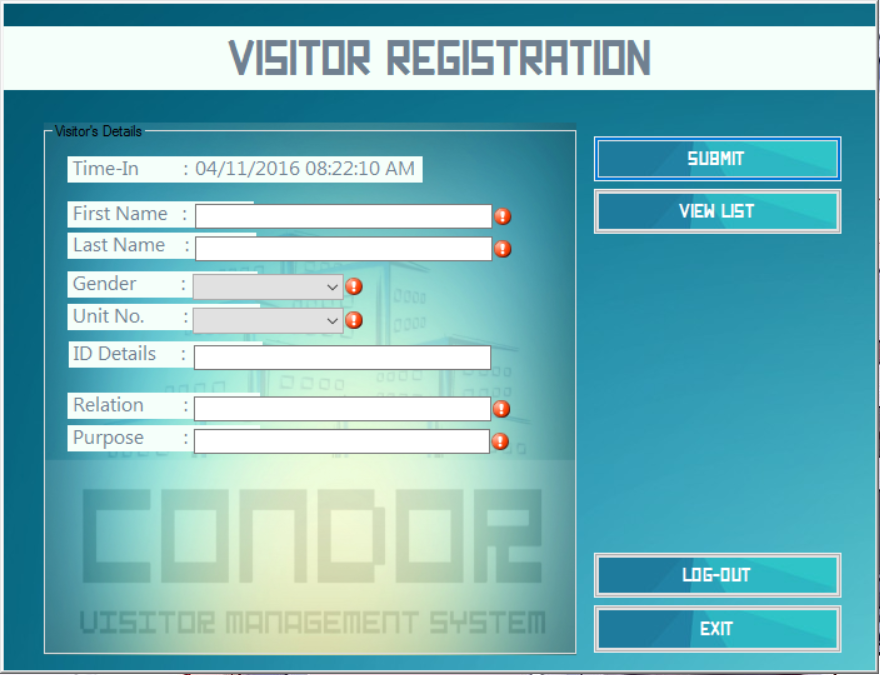 VISITOR REGISTRATION
Visitor's Details
Time-In : 04/11/2016 08:22:10 AM
First Name :
Last Name :
Gender :
Unit No. :
ID Details :
Relation :
Purpose :
CONDOR
VISITOR MANAGEMENT SYSTEM
SUBMIT
VIEW LIST
LOG-OUT
EXIT